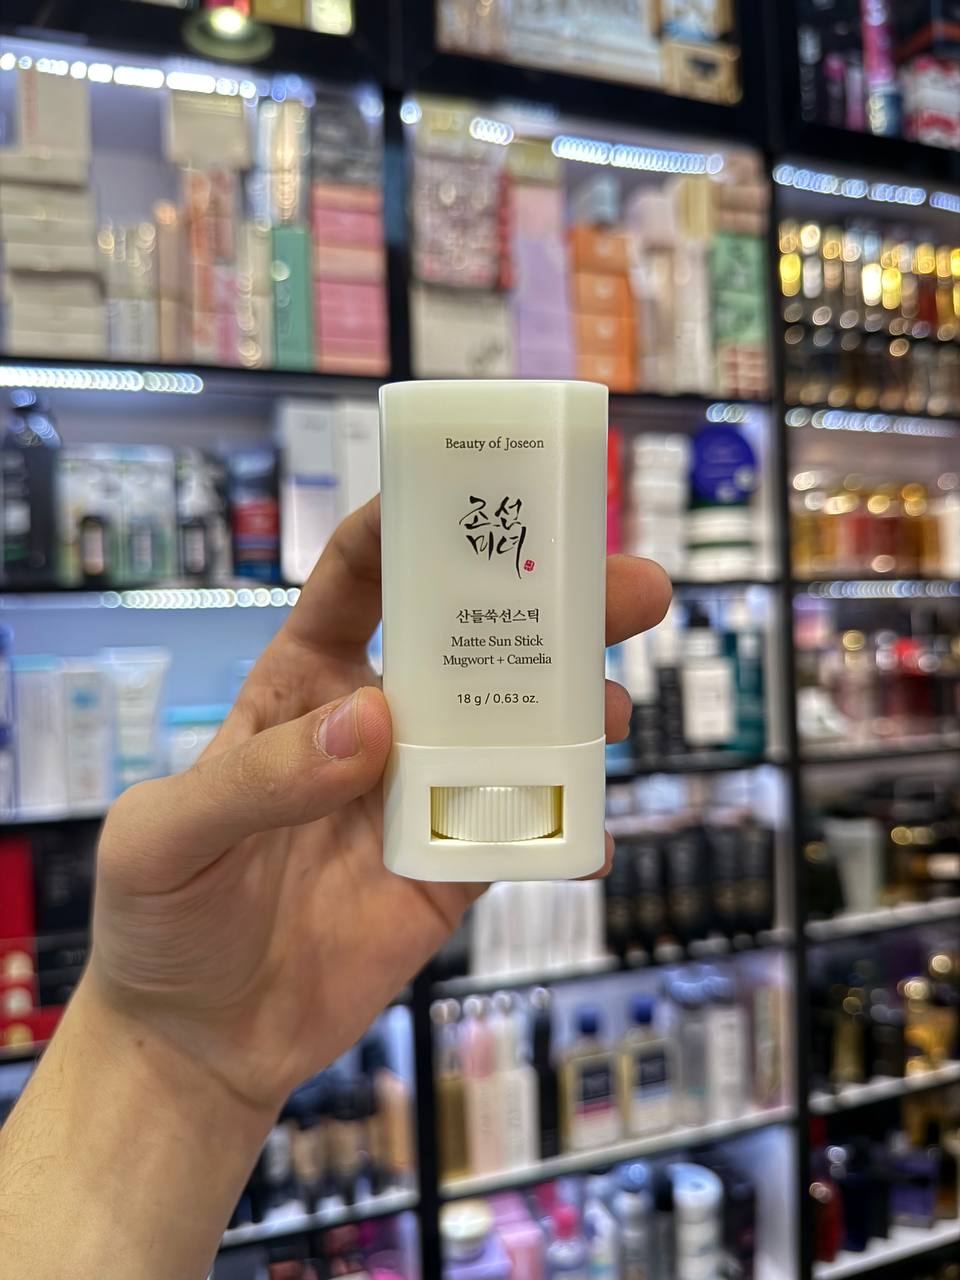 Beauty of Joseon
조선
미녀
산들쑥선스틱
Matte Sun Stick
Mugwort + Camelia
18 g / 0.63 oz.